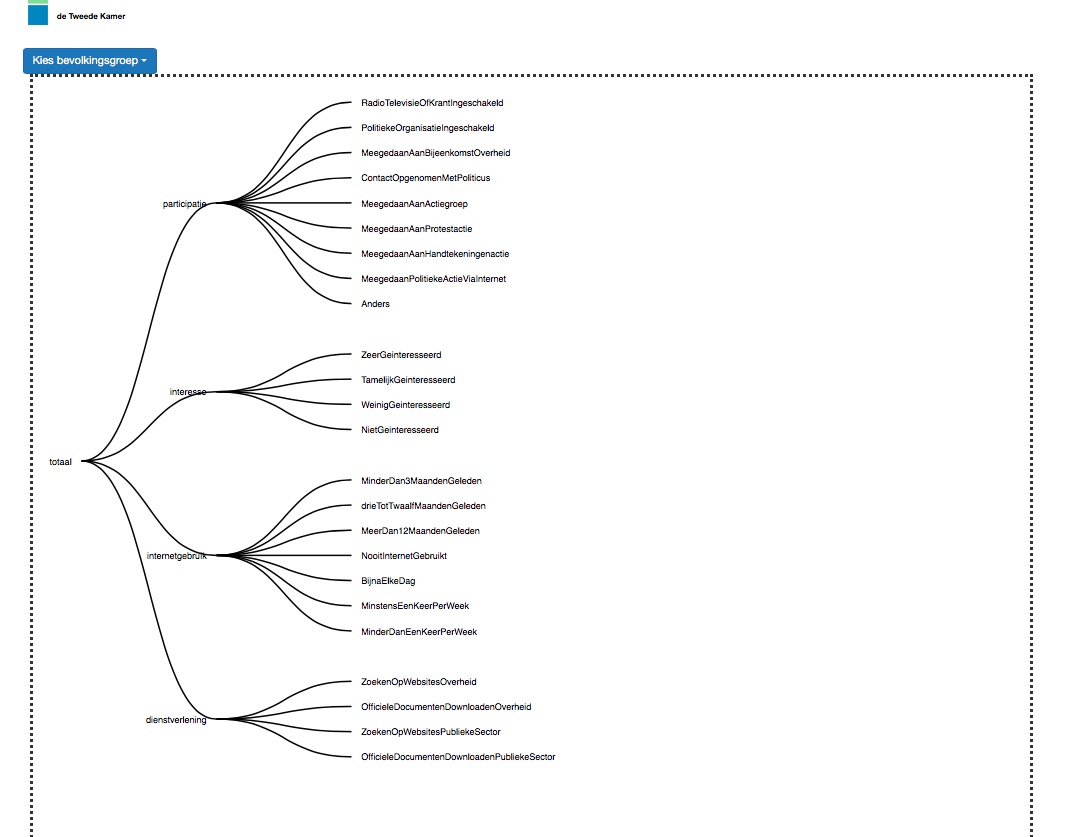 de Tweede Kamer
Kies bevolkingsgroep
RadioTelevisieOfKrantIngeschakeld
PolitiekeOrganisatieIngeschakeld
MeegedaanAanBijeenkomstOverheid
ContactOpgenomenMetPoliticus
participatie
MeegedaanAanActiegroep
MeegedaanAanProtestactie
MeegedaanAanHandtekeningenactie
MeegedaanPolitiekeActieViaInternet
Anders
ZeerGeinteresseerd
TamelijkGeinteresseerd
interesse
WeinigGeinteresseerd
NietGeinteresseerd
totaal
MinderDan3MaandenGeleden
drieTotTwaalfMaandenGeleden
MeerDan12MaandenGeleden
internetgebruik
NooitInternetGebruikt
BijnaElkeDag
MinstensEenKeerPerWeek
MinderDanEenKeerPerWeek
ZoekenOpWebsitesOverheid
OfficieleDocumentenDownloadenOverheid
dienstverlening
ZoekenOpWebsitesPubliekeSector
OfficieleDocumentenDownloadenPubliekeSector